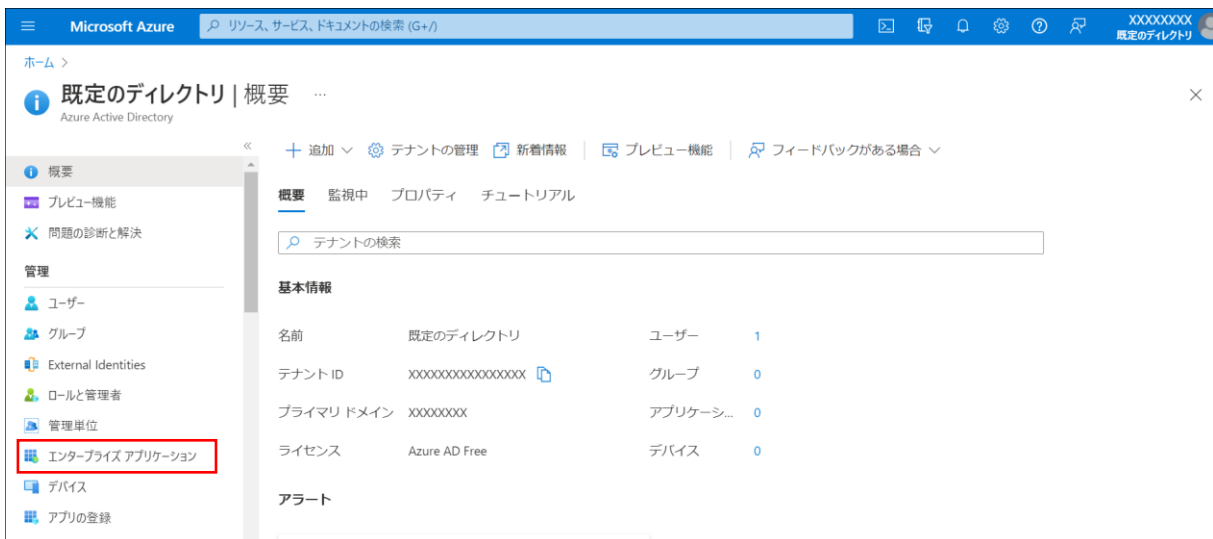 Microsoft Azure
リソース、サービス、ドキュメントの検索 (G+/)
XXXXXXXX
既定のディレクトリ
ホーム >
既定のディレクトリ | 概要 ...
Azure Active Directory
«
追加
テナントの管理
新着情報
プレビュー機能
フィードバックがある場合
概要
プレビュー機能
問題の診断と解決
管理
ユーザー
グループ
External Identities
ロールと管理者
管理単位
エンタープライズ アプリケーション
デバイス
アプリの登録
概要 監視中 プロパティ チュートリアル
テナントの検索
基本情報
名前 既定のディレクトリ ユーザー 1
テナント ID XXXXXXXXXXXXXXX グループ 0
プライマリ ドメイン XXXXXXXX アプリケーシ... 0
ライセンス Azure AD Free デバイス 0
アラート